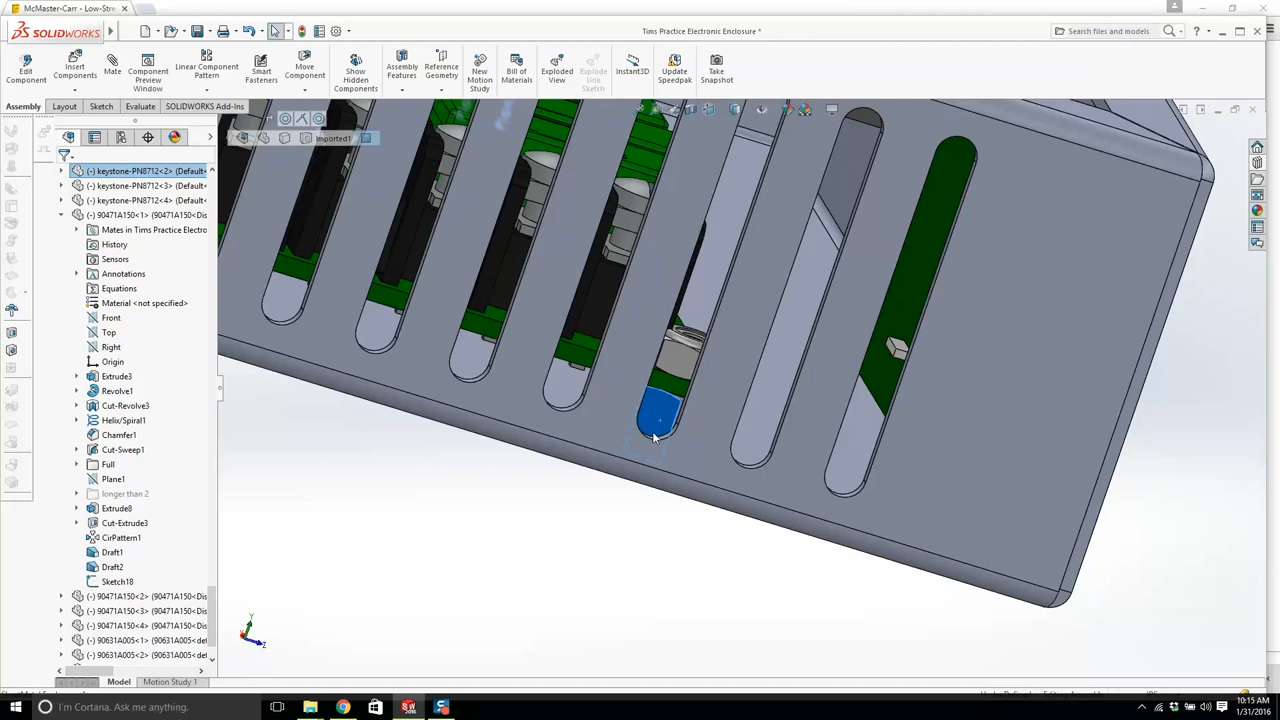 McMaster-Carr - Low-Stre
SOLIDWORKS
Tims Practice Electronic Enclosure *
Search files and models
Edit Component
Insert Components
Mate
Component Preview Window
Linear Component Pattern
Smart Fasteners
Move Component
Show Hidden Components
Assembly Features
Reference Geometry
New Motion Study
Bill of Materials
Exploded View
Explode Line Sketch
Instant3D
Update Speedpak
Take Snapshot
Assembly
Layout
Sketch
Evaluate
SOLIDWORKS Add-Ins
Imported1
(-) keystone-PN8712<2> (Default<
(-) keystone-PN8712<3> (Default<
(-) keystone-PN8712<4> (Default<
(-) 90471A150<1> (90471A150<Dis
Mates in Tims Practice Electro
History
Sensors
Annotations
Equations
Material <not specified>
Front
Top
Right
Origin
Extrude3
Revolve1
Cut-Revolve3
Helix/Spiral1
Chamfer1
Cut-Sweep1
Full
Plane1
longer than 2
Extrude8
Cut-Extrude3
CirPattern1
Draft1
Draft2
Sketch18
(-) 90471A150<2> (90471A150<Dis
(-) 90471A150<3> (90471A150<Dis
(-) 90471A150<4> (90471A150<Dis
(-) 90631A005<1> (90631A005<def
(-) 90631A005<2> (90631A005<def
Y
Z
Model
Motion Study 1
I'm Cortana. Ask me anything.
10:15 AM
1/31/2016